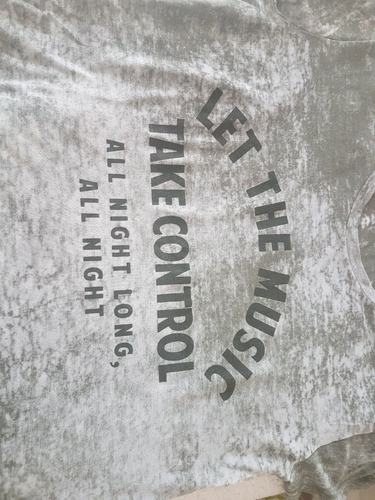 LET THE MUSIC
TAKE CONTROL
ALL NIGHT LONG,
ALL NIGHT